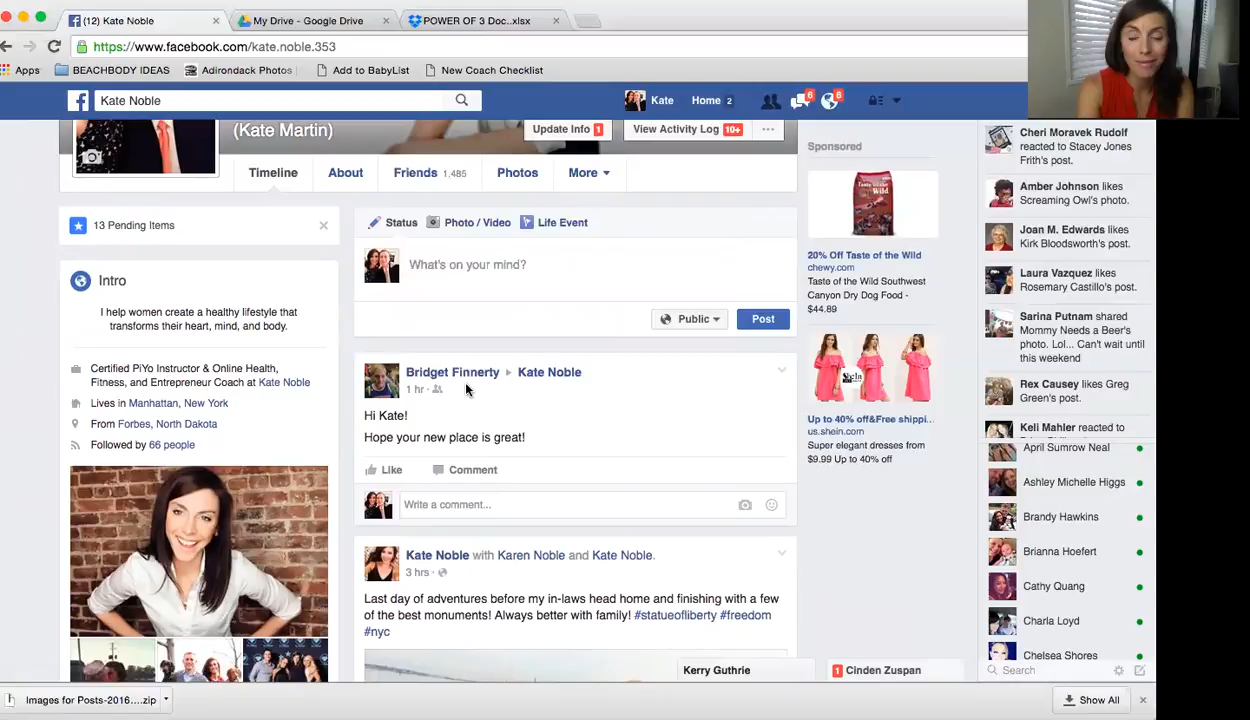 (12) Kate Noble
My Drive - Google Drive
POWER OF 3 Doc..xlsx
https://www.facebook.com/kate.noble.353
Apps
BEACHBODY IDEAS
Adirondack Photos
Add to BabyList
New Coach Checklist
Kate Noble
Kate
Home 2
6
6
(Kate Martin)
Update Info 1
View Activity Log 10+
Timeline
About
Friends 1,485
Photos
More
13 Pending Items
Intro
I help women create a healthy lifestyle that
transforms their heart, mind, and body.
Certified PiYo Instructor & Online Health,
Fitness, and Entrepreneur Coach at Kate Noble
Lives in Manhattan, New York
From Forbes, North Dakota
Followed by 66 people
Status
Photo / Video
Life Event
What's on your mind?
Public
Post
Bridget Finnerty
Kate Noble
1 hr
Hi Kate!
Hope your new place is great!
Like
Comment
Write a comment...
Kate Noble with Karen Noble and Kate Noble.
3 hrs
Last day of adventures before my in-laws head home and finishing with a few
of the best monuments! Always better with family! #statueofliberty #freedom
#nyc
Sponsored
20% Off Taste of the Wild
chewy.com
Taste of the Wild Southwest
Canyon Dry Dog Food -
$44.89
SheIn
Up to 40% off&Free shippi...
us.shein.com
Super elegant dresses from
$9.99 Up to 40% off
Cheri Moravek Rudolf
reacted to Stacey Jones
Frith's post.
Amber Johnson likes
Screaming Owl's photo.
Joan M. Edwards likes
Kirk Bloodsworth's post.
Laura Vazquez likes
Rosemary Castillo's post.
Sarina Putnam shared
Mommy Needs a Beer's
photo. Lol... Can't wait until
this weekend
Rex Causey likes Greg
Green's post.
Keli Mahler reacted to
April Sumrow Neal
Ashley Michelle Higgs
Brandy Hawkins
Brianna Hoefert
Cathy Quang
Charla Loyd
Chelsea Shores
Search
Kerry Guthrie
1 Cinden Zuspan
Images for Posts-2016....zip
Show All